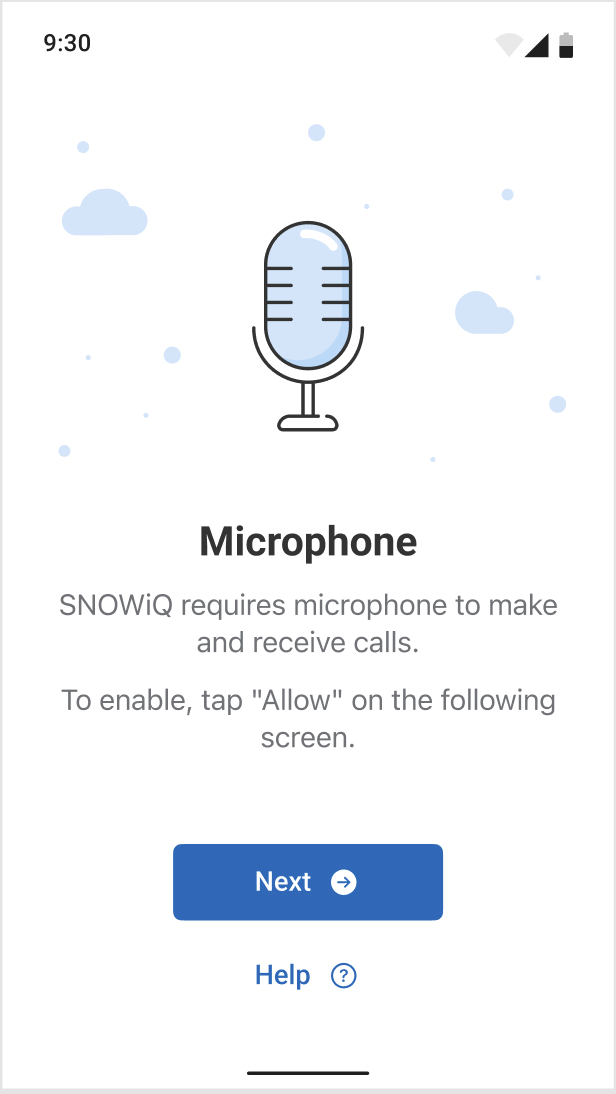 9:30
Microphone
SNOWiQ requires microphone to make
and receive calls.
To enable, tap "Allow" on the following
screen.
Next
Help ?